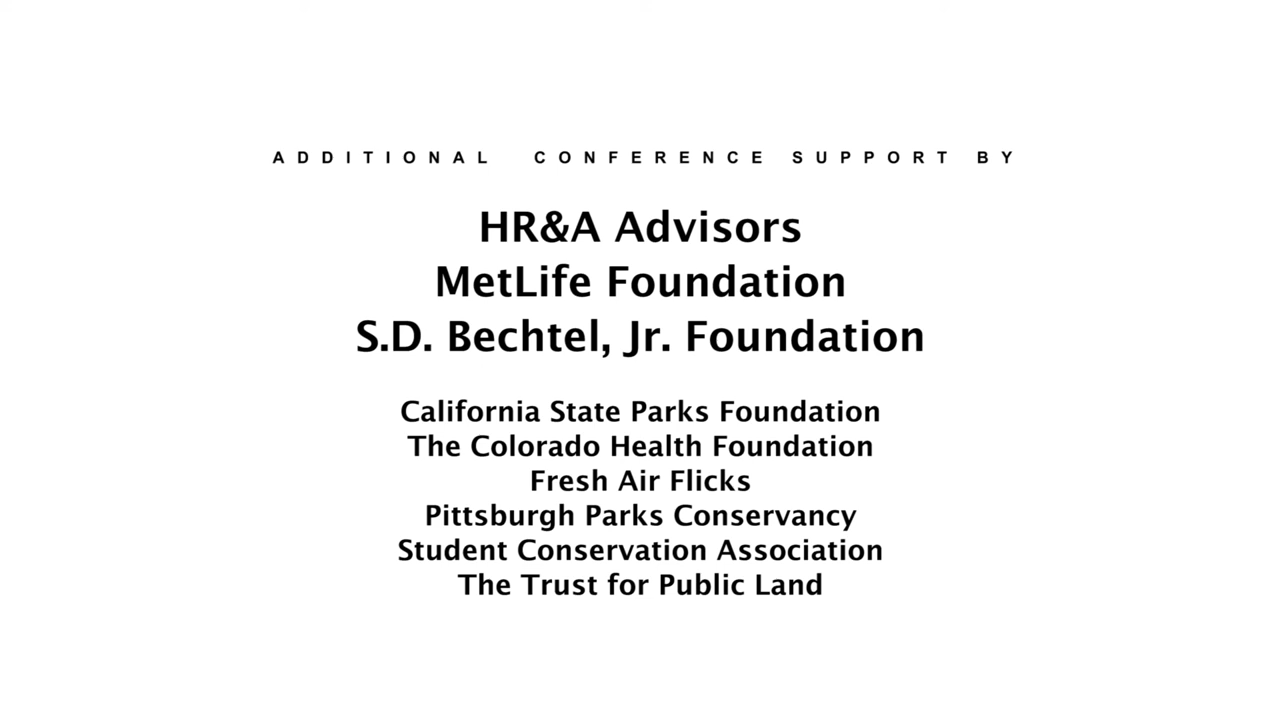 ADDITIONAL CONFERENCE SUPPORT BY
HR&A Advisors
MetLife Foundation
S.D. Bechtel, Jr. Foundation
California State Parks Foundation
The Colorado Health Foundation
Fresh Air Flicks
Pittsburgh Parks Conservancy
Student Conservation Association
The Trust for Public Land